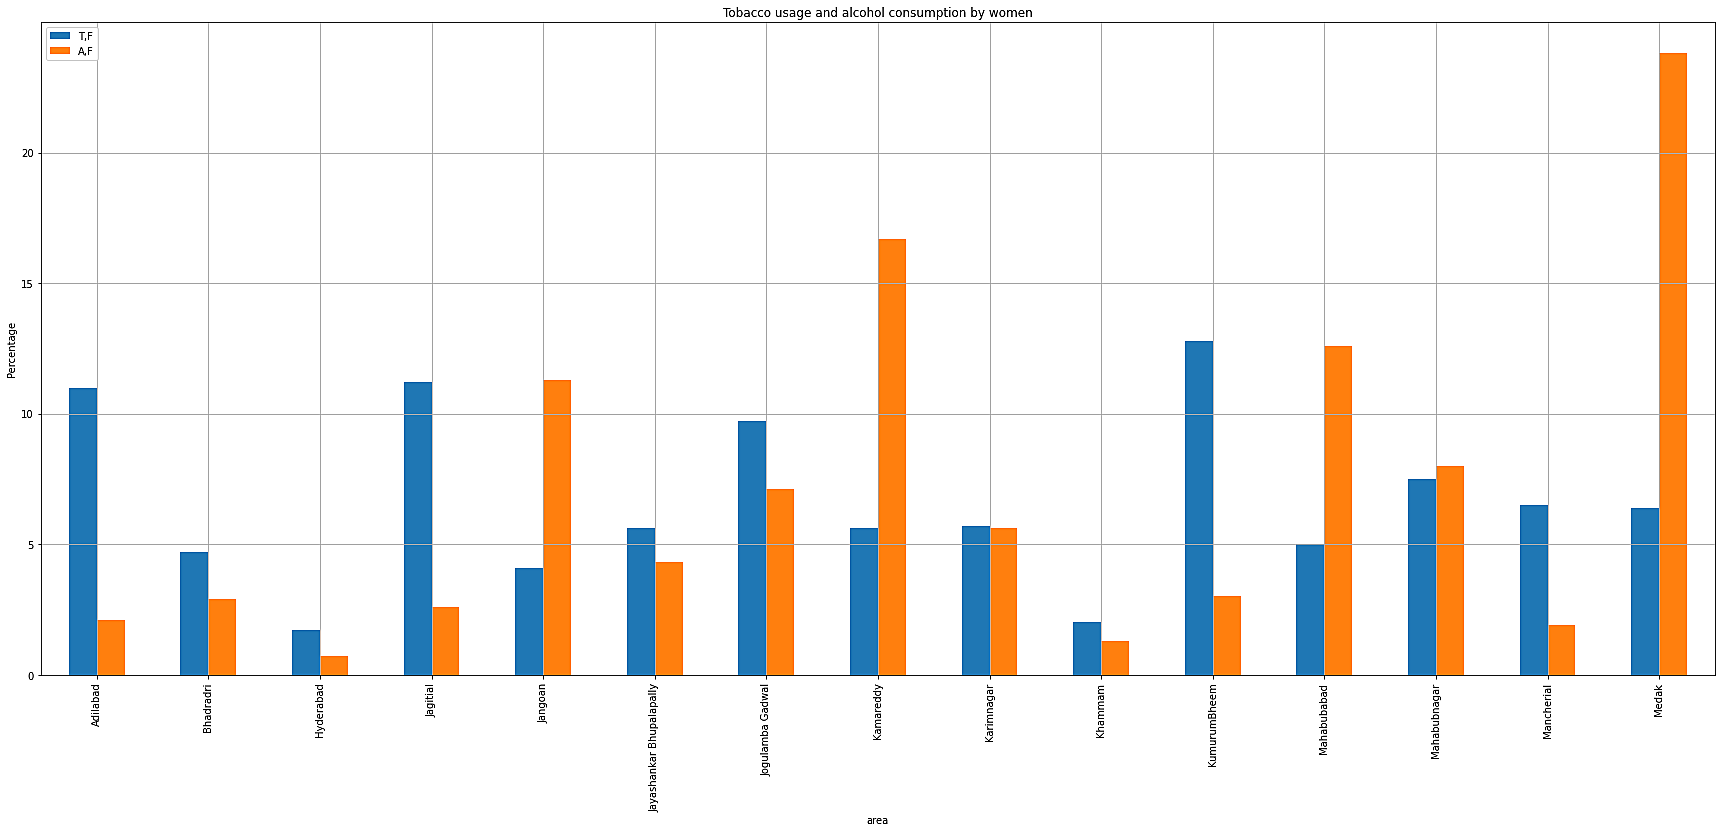 Tobacco usage and alcohol consumption by women
T,F
A,F
Percentage
20
15
10
5
0
Adilabad
Bhadradri
Hyderabad
Jagitial
Jangoan
Jayashankar Bhupalapally
Jogulamba Gadwal
Kamareddy
Karimnagar
Khammam
KumurumBheem
Mahabubabad
Mahabubnagar
Mancherial
Medak
area